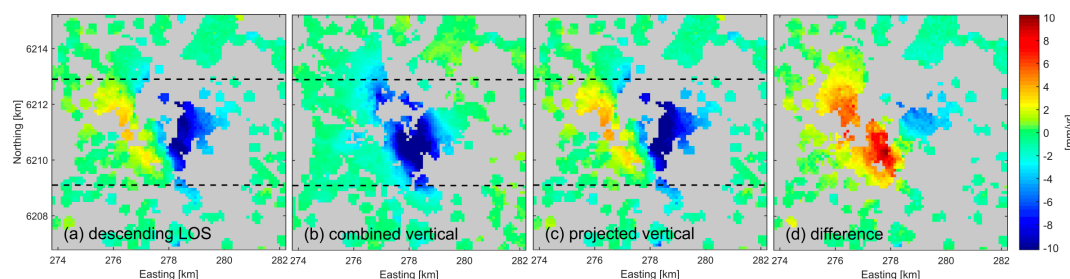 6214
6212
6210
6208
Northing [km]
(a) descending LOS
(b) combined vertical
(c) projected vertical
(d) difference
274 276 278 280 282
274 276 278 280 282
274 276 278 280 282
274 276 278 280 282
Easting [km]
Easting [km]
Easting [km]
Easting [km]
10
8
6
4
2
0
-2
-4
-6
-8
-10
[mm/yr]